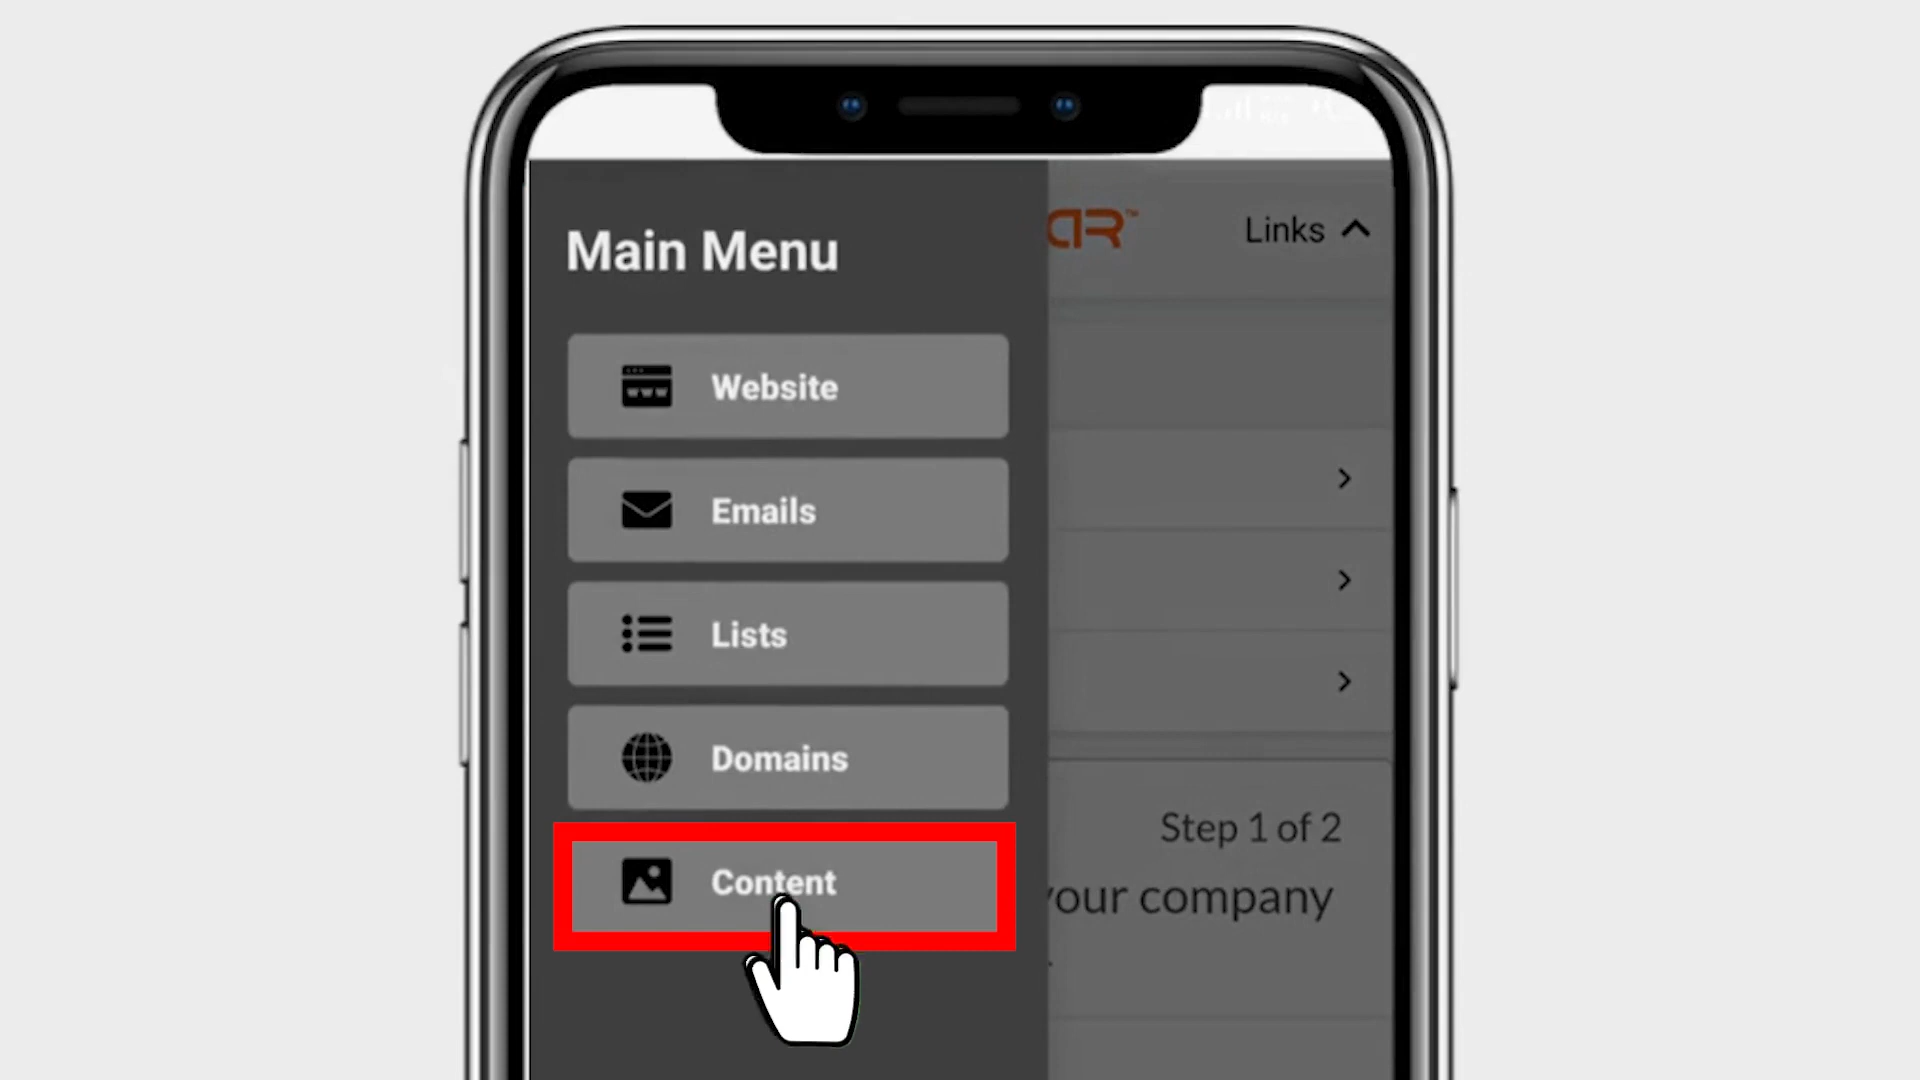 Main Menu
Links
Website
Emails
Lists
Domains
Content
Step 1 of 2
your company